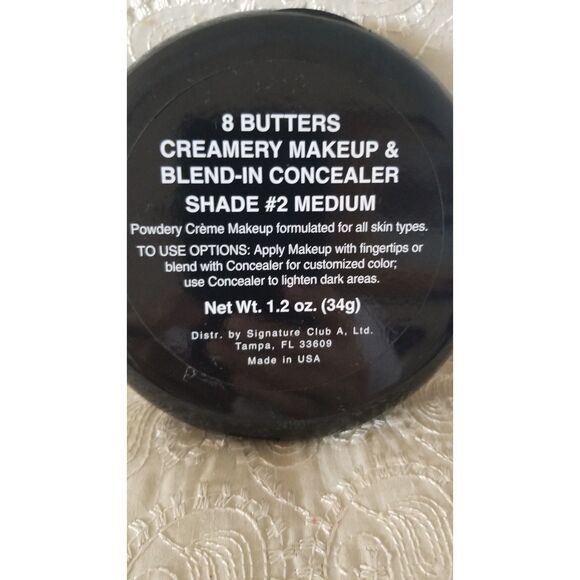 8 BUTTERS
CREAMERY MAKEUP &
BLEND-IN CONCEALER
SHADE #2 MEDIUM
Powdery Crème Makeup formulated for all skin types.
TO USE OPTIONS: Apply Makeup with fingertips or
blend with Concealer for customized color;
use Concealer to lighten dark areas.
Net Wt. 1.2 oz. (34g)
Distr. by Signature Club A, Ltd.
Tampa, FL 33609
Made in USA